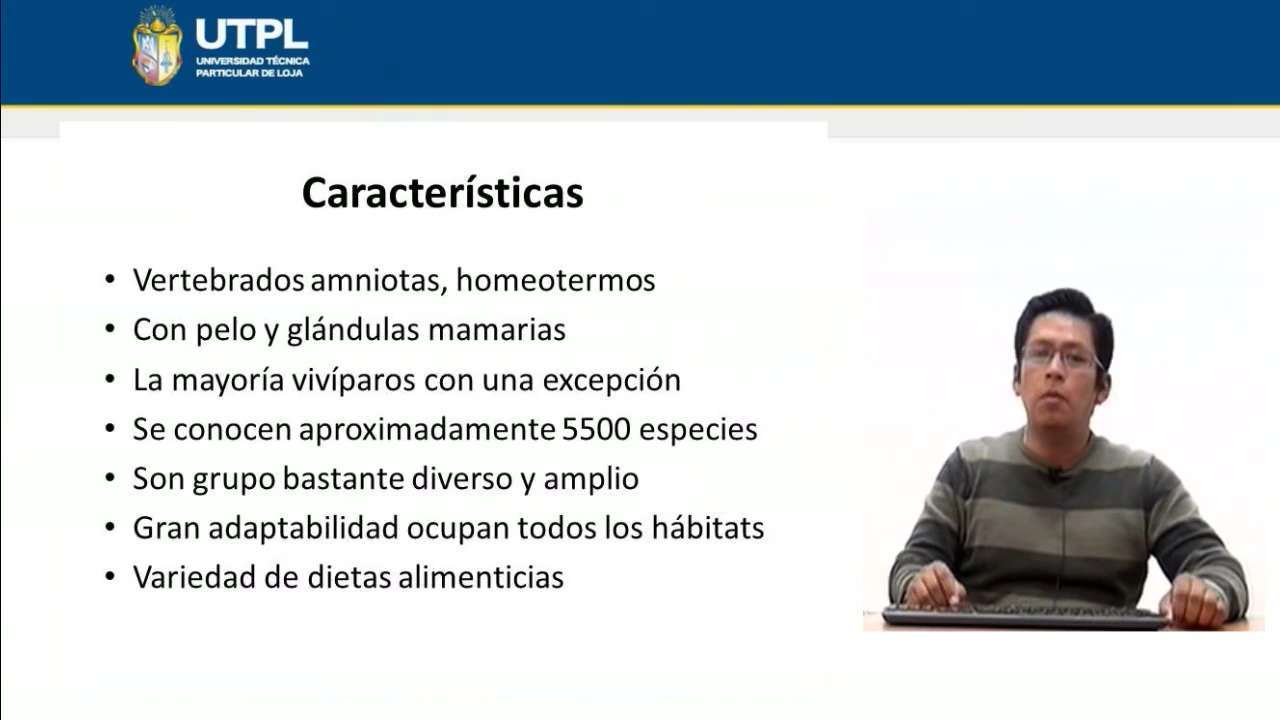 UTPL
UNIVERSIDAD TÉCNICA
PARTICULAR DE LOJA
Características
• Vertebrados amniotas, homeotermos
• Con pelo y glándulas mamarias
• La mayoría vivíparos con una excepción
• Se conocen aproximadamente 5500 especies
• Son grupo bastante diverso y amplio
• Gran adaptabilidad ocupan todos los hábitats
• Variedad de dietas alimenticias